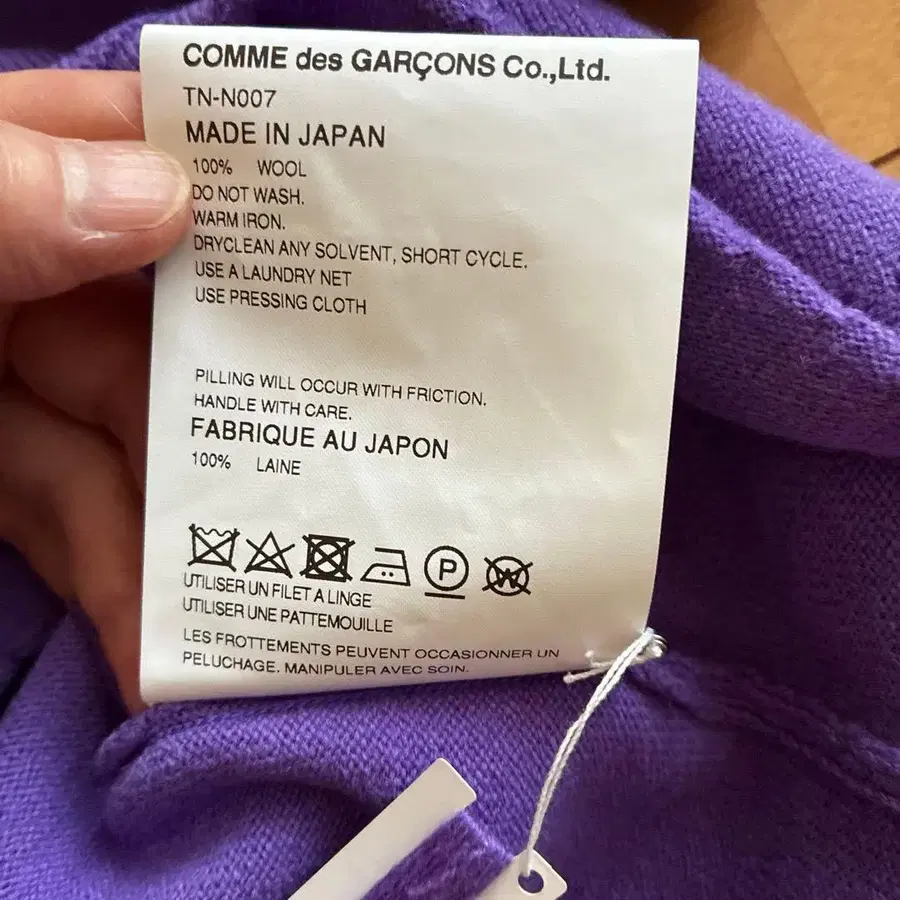 COMME des GARÇONS Co.,Ltd.
TN-N007
MADE IN JAPAN
100% WOOL
DO NOT WASH.
WARM IRON.
DRYCLEAN ANY SOLVENT, SHORT CYCLE.
USE A LAUNDRY NET
USE PRESSING CLOTH
PILLING WILL OCCUR WITH FRICTION.
HANDLE WITH CARE.
FABRIQUE AU JAPON
100% LAINE
P W
UTILISER UN FILET A LINGE
UTILISER UNE PATTEMOUILLE
LES FROTTEMENTS PEUVENT OCCASIONNER UN
PELUCHAGE. MANIPULER AVEC SOIN.